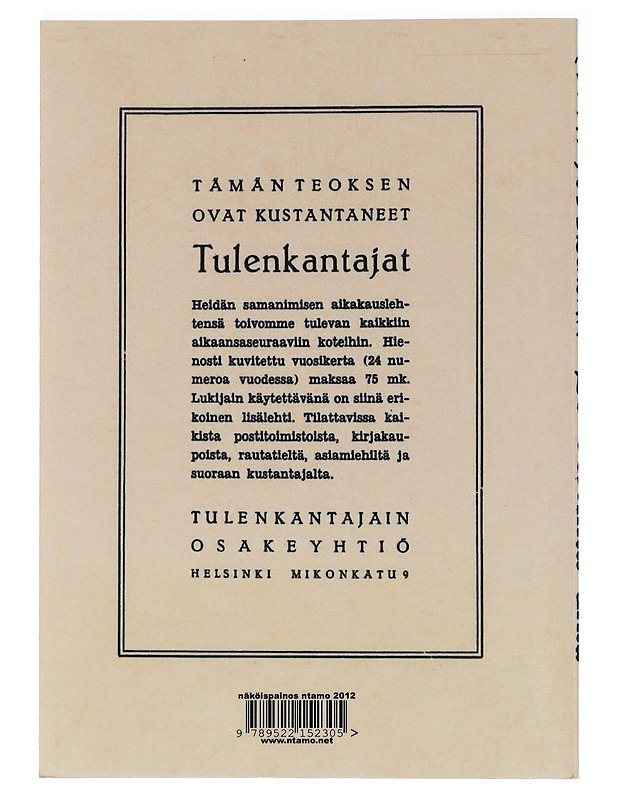 TÄMÄN TEOKSEN
OVAT KUSTANTANEET
Tulenkantajat
Heidän samanimisen aikakausleh-
tensä toivomme tulevan kaikkiin
aikaansaseuraaviin koteihin. Hie-
nosti kuvitettu vuosikerta (24 nu-
meroa vuodessa) maksaa 75 mk.
Lukijain käytettävänä on siinä eri-
koinen lisälehti. Tilattavissa kai-
kista postitoimistoista, kirjakau-
poista, rautatieltä, asiamiehiltä ja
suoraan kustantajalta.
TULENKANTAJAIN
OSAKEYHTIÖ
HELSINKI MIKONKATU 9
näköispainos ntamo 2012
9 789522 152305 >
www.ntamo.net